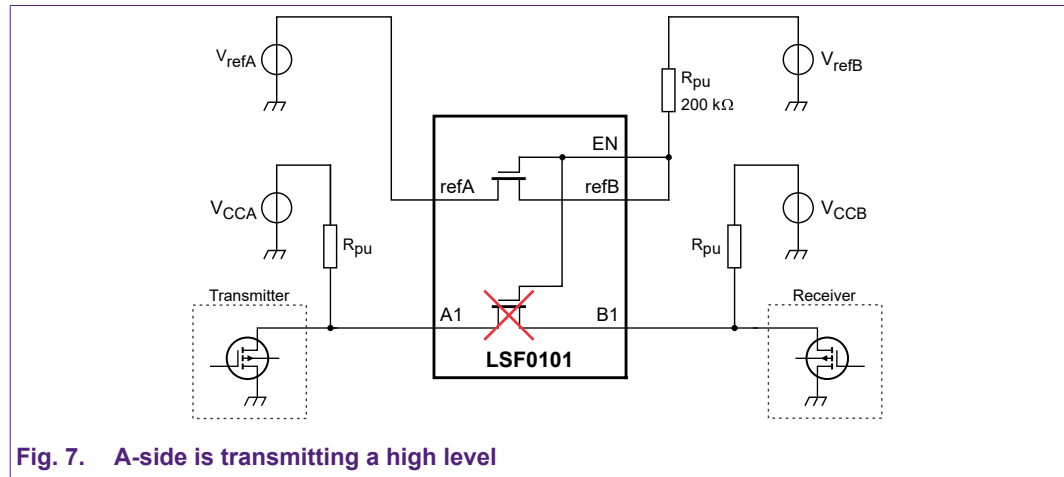 VrefA
Rpu
200 kΩ
VrefB
EN
refA
refB
VCCA
Rpu
Rpu
VCCB
Transmitter
A1
B1
Receiver
LSF0101
Fig. 7. A-side is transmitting a high level